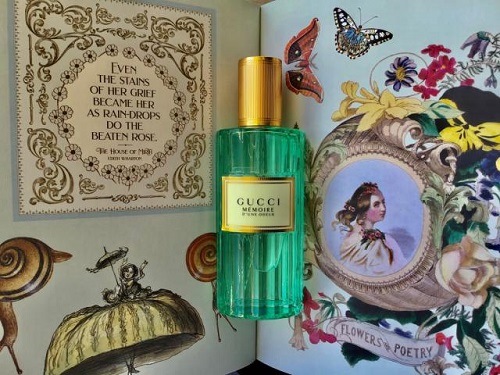 EVEN
THE STAINS
OF HER GRIEF
BECAME HER
AS RAIN-DROPS
DO THE
BEATEN ROSE.
THE HOUSE OF MIRTH
EDITH WHARTON
GUCCI
MÉMOIRE
D'UNE ODEUR
FLOWERS POETRY